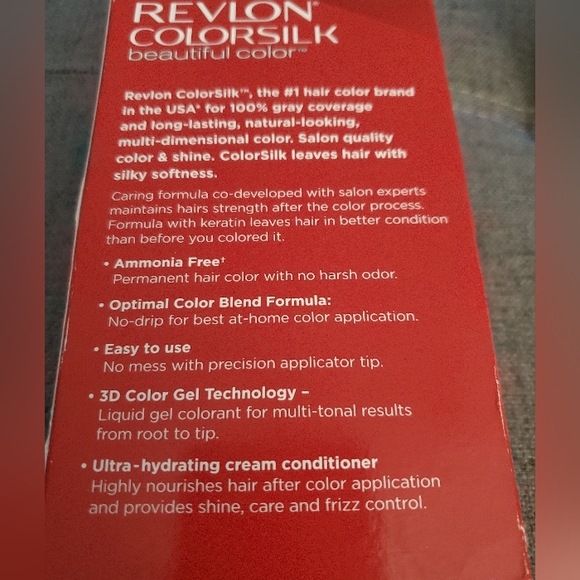 REVLON®
COLORSILK
beautiful color™
Revlon ColorSilk™, the #1 hair color brand
in the USA* for 100% gray coverage
and long-lasting, natural-looking,
multi-dimensional color. Salon quality
color & shine. ColorSilk leaves hair with
silky softness.
Caring formula co-developed with salon experts
maintains hairs strength after the color process.
Formula with keratin leaves hair in better condition
than before you colored it.
• Ammonia Free†
Permanent hair color with no harsh odor.
• Optimal Color Blend Formula:
No-drip for best at-home color application.
• Easy to use
No mess with precision applicator tip.
• 3D Color Gel Technology –
Liquid gel colorant for multi-tonal results
from root to tip.
• Ultra-hydrating cream conditioner
Highly nourishes hair after color application
and provides shine, care and frizz control.